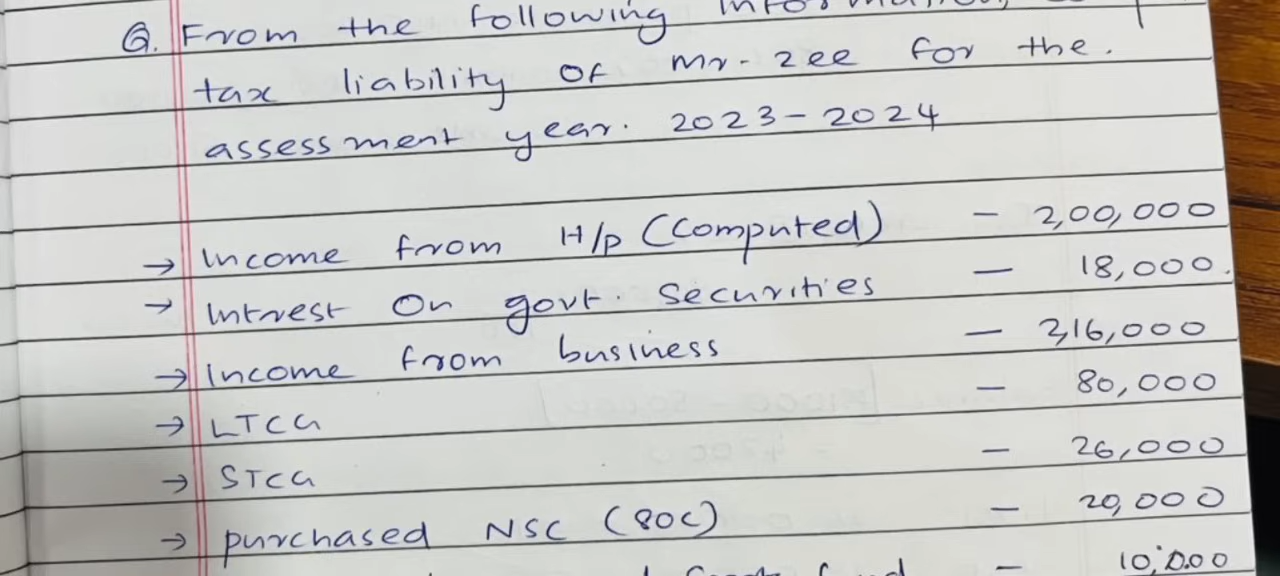 Q. From the following
tax liability of mr. zee for the.
assessment year. 2023-2024
→ Income from H/p (Computed) - 2,00,000
→ Intrest On govt. securities - 18,000.
→ Income from business - 2,16,000
→ LTCG - 80,000
→ STCG - 26,000
→ purchased NSC (80C) - 20,000
- 10,000